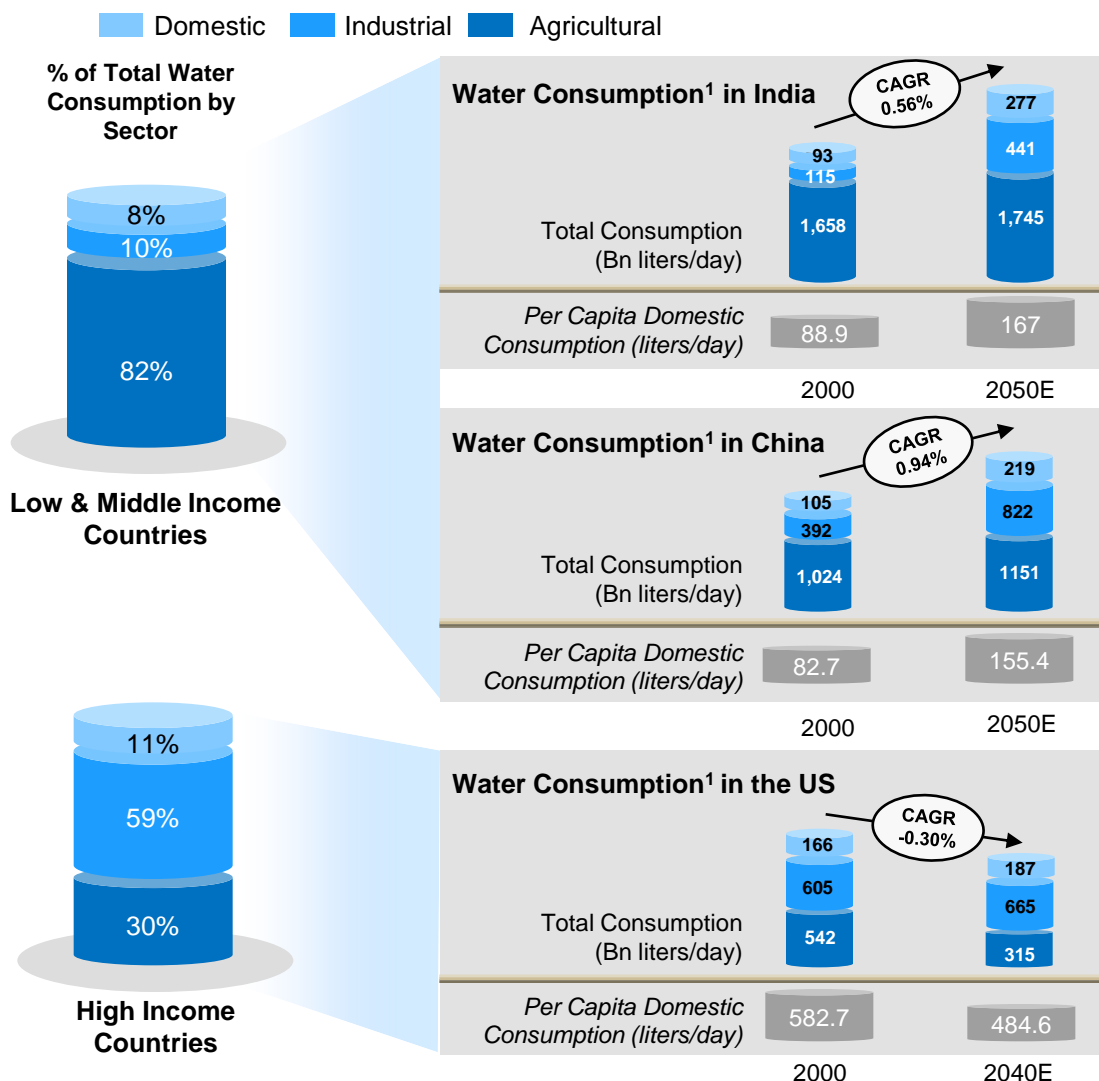 Domestic Industrial Agricultural
% of Total Water
Consumption by
Sector
8%
10%
82%
Low & Middle Income
Countries
11%
59%
30%
High Income
Countries
Water Consumption¹ in India
CAGR
0.56%
93
115
1,658
277
441
1,745
Total Consumption
(Bn liters/day)
Per Capita Domestic
Consumption (liters/day)
88.9
167
2000
2050E
Water Consumption¹ in China
CAGR
0.94%
105
392
1,024
219
822
1151
Total Consumption
(Bn liters/day)
Per Capita Domestic
Consumption (liters/day)
82.7
155.4
2000
2050E
Water Consumption¹ in the US
CAGR
-0.30%
166
605
542
187
665
315
Total Consumption
(Bn liters/day)
Per Capita Domestic
Consumption (liters/day)
582.7
484.6
2000
2040E